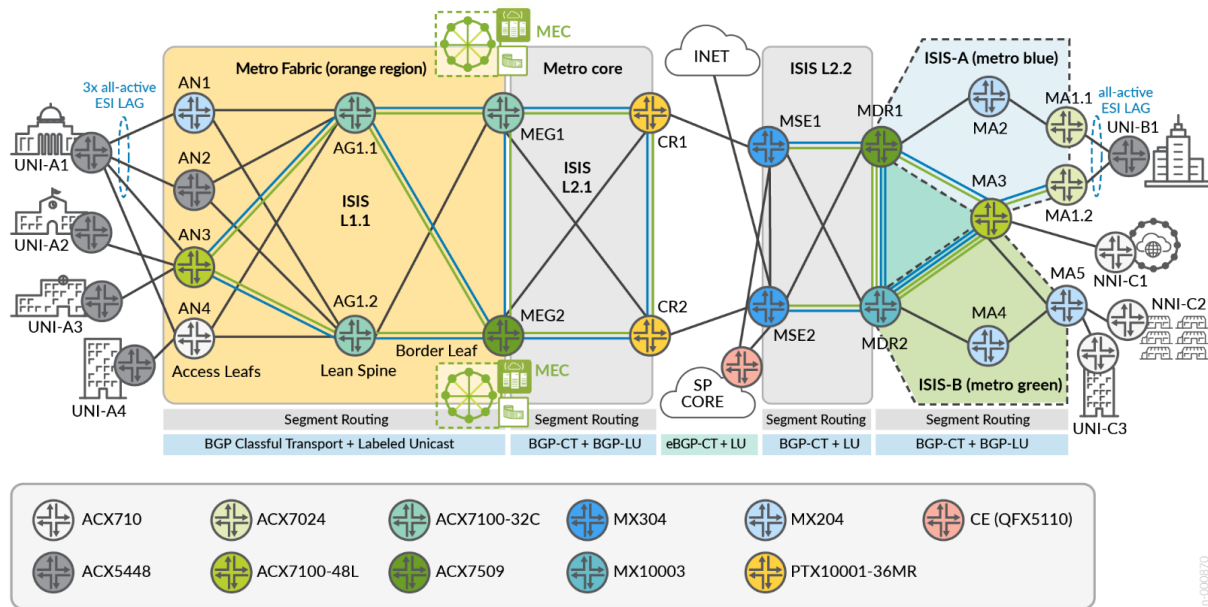 MEC
INET
Metro Fabric (orange region)
Metro core
ISIS L2.2
ISIS-A (metro blue)
3x all-active
ESI LAG
all-active
ESI LAG
AN1
AG1.1
MEG1
CR1
MSE1
MDR1
MA2
MA1.1
UNI-B1
UNI-A1
AN2
ISIS
L1.1
ISIS
L2.1
MA3
MA1.2
UNI-A2
AN3
NNI-C1
UNI-A3
AN4
AG1.2
MEG2
CR2
MSE2
MDR2
MA4
MA5
NNI-C2
UNI-A4
Access Leafs
Lean Spine
Border Leaf
MEC
SP
CORE
ISIS-B (metro green)
UNI-C3
Segment Routing
Segment Routing
Segment Routing
Segment Routing
BGP Classful Transport + Labeled Unicast
BGP-CT + BGP-LU
eBGP-CT + LU
BGP-CT + LU
BGP-CT + BGP-LU
ACX710
ACX7024
ACX7100-32C
MX304
MX204
CE (QFX5110)
ACX5448
ACX7100-48L
ACX7509
MX10003
PTX10001-36MR
jn-000870